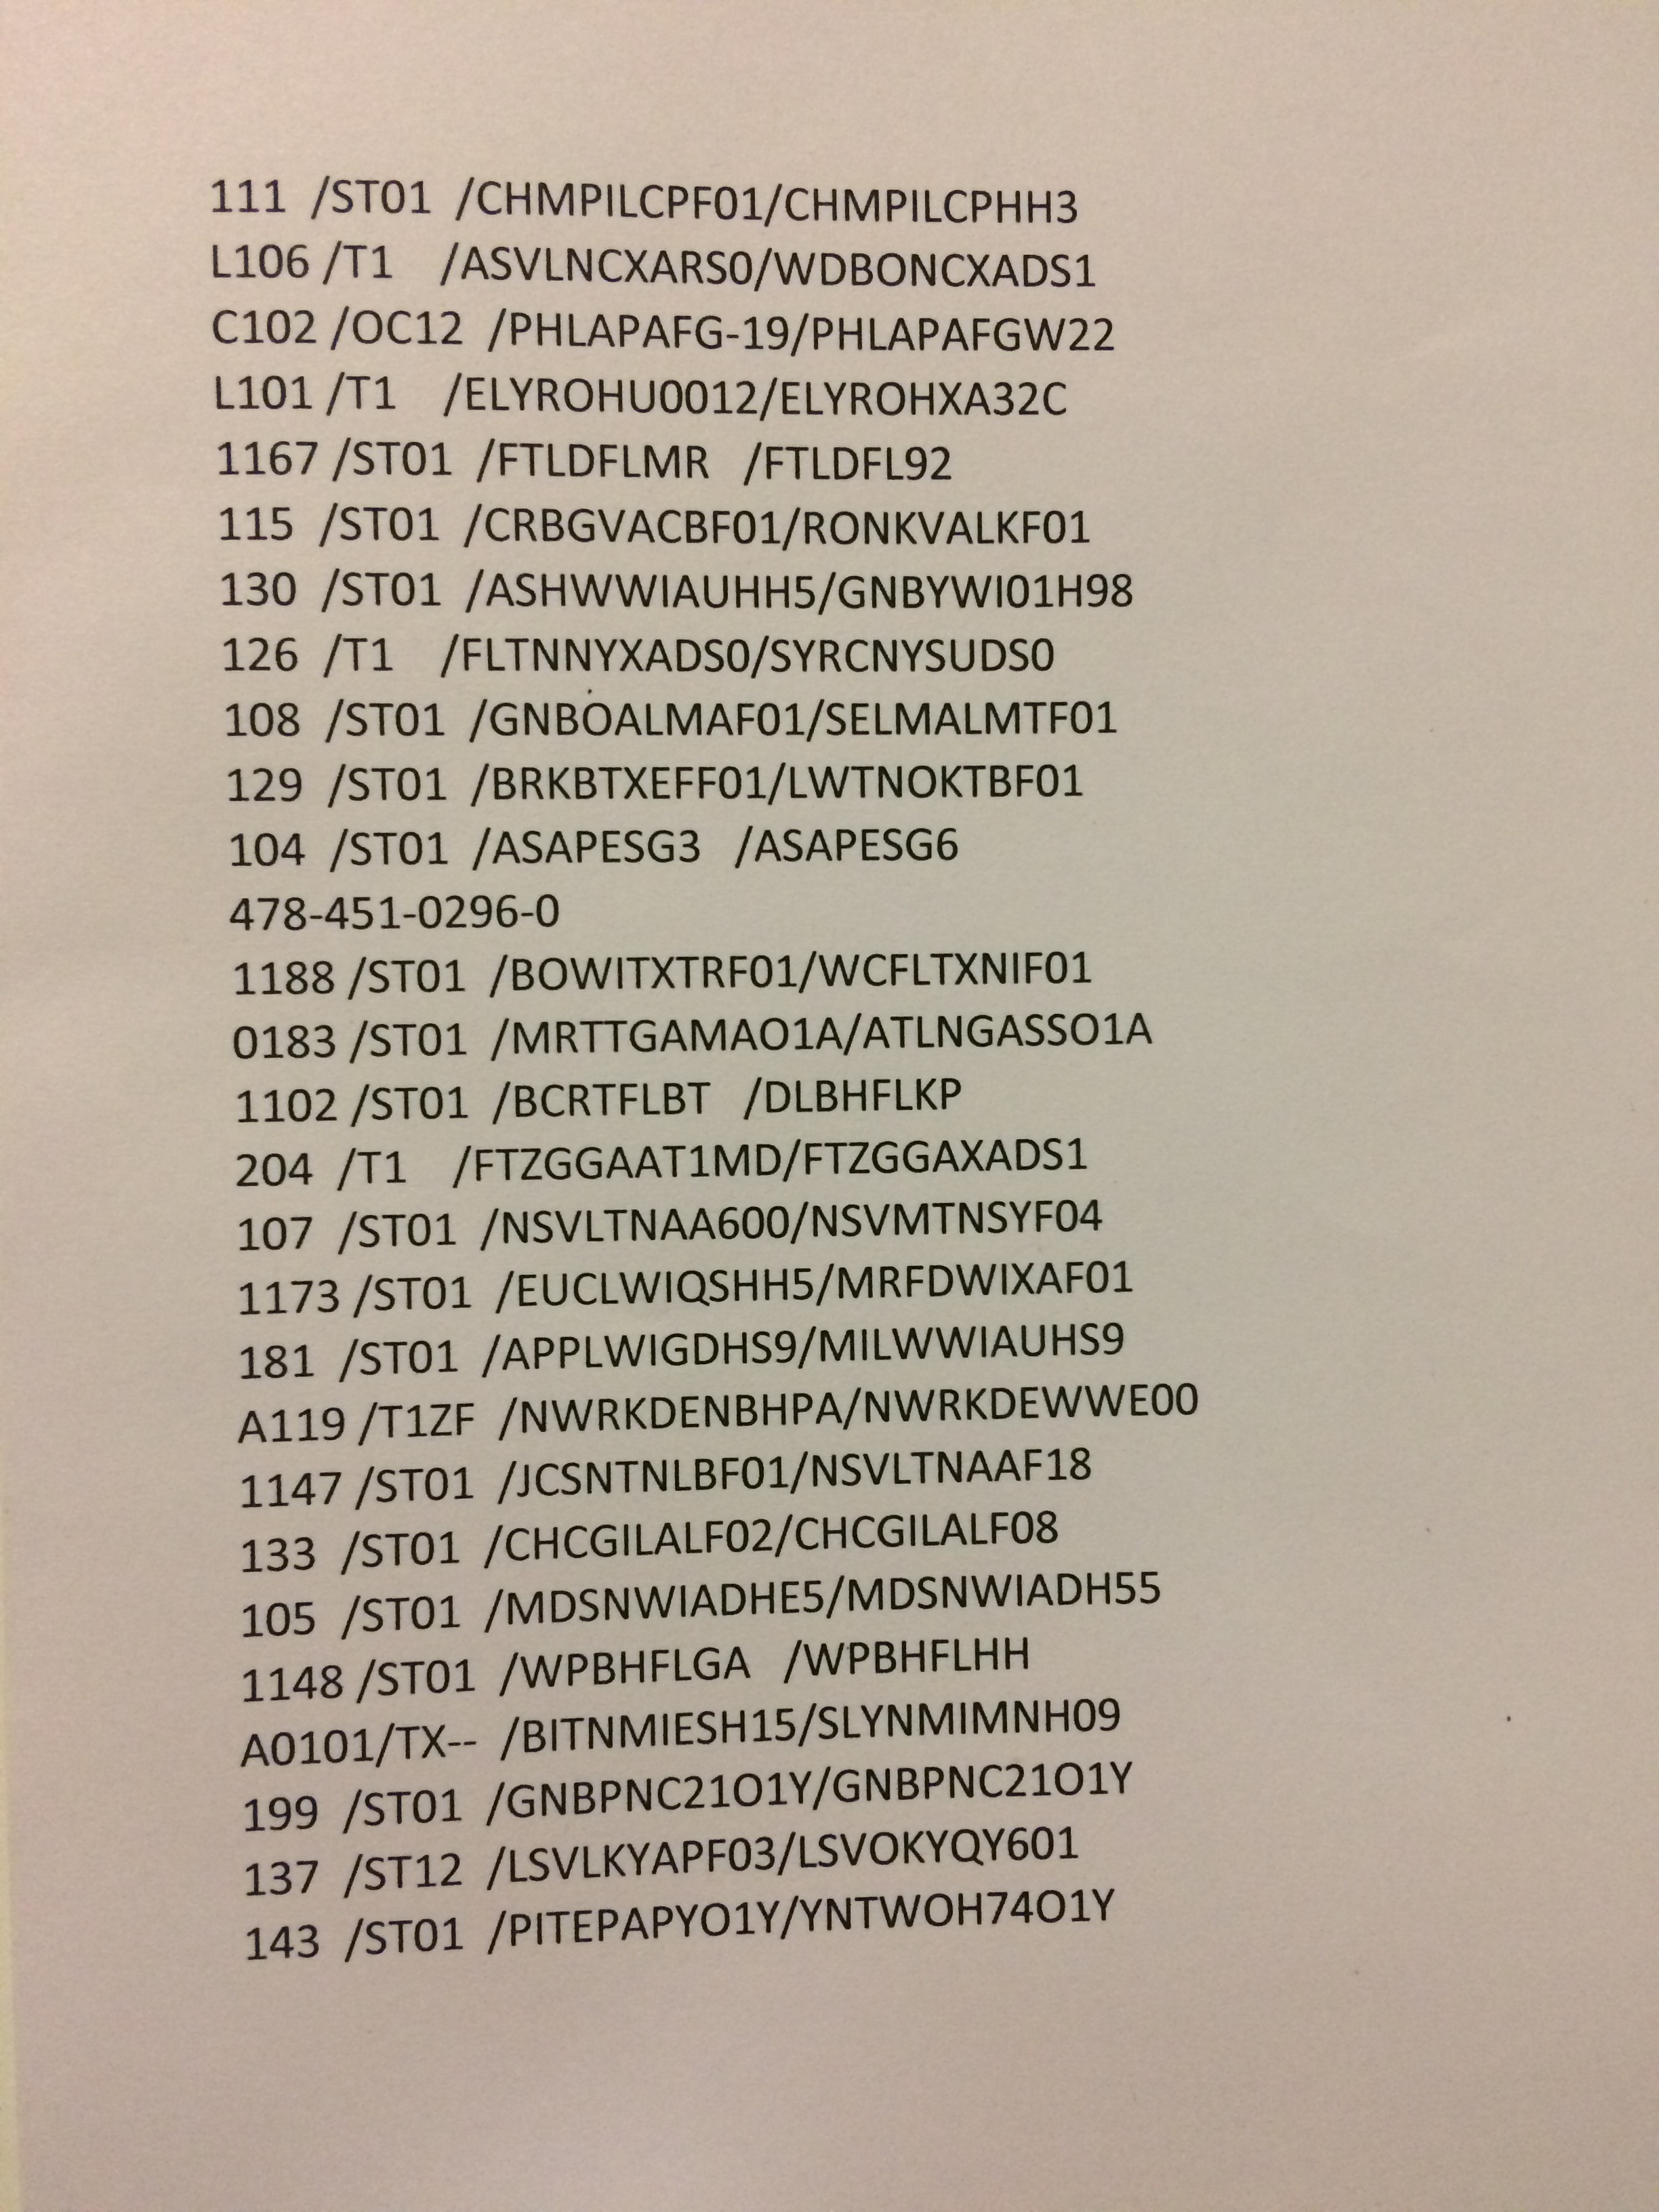 111  /ST01  /CHMPILCPF01/CHMPILCPHH3
L106 /T1    /ASVLNCXARS0/WDBONCXADS1
C102 /OC12  /PHLAPAFG-19/PHLAPAFGW22
L101 /T1    /ELYROHU0012/ELYROHXA32C
1167 /ST01  /FTLDFLMR   /FTLDFL92
115  /ST01  /CRBGVACBF01/RONKVALKF01
130  /ST01  /ASHWWIAUHH5/GNBYWI01H98
126  /T1    /FLTNNYXADS0/SYRCNYSUDS0
108  /ST01  /GNBOALMAF01/SELMALMTF01
129  /ST01  /BRKBTXEFF01/LWTNOKTBF01
104  /ST01  /ASAPESG3   /ASAPESG6
478-451-0296-0
1188 /ST01  /BOWITXTRF01/WCFLTXNIF01
0183 /ST01  /MRTTGAMAO1A/ATLNGASSO1A
1102 /ST01  /BCRTFLBT   /DLBHFLKP
204  /T1    /FTZGGAAT1MD/FTZGGAXADS1
107  /ST01  /NSVLTNAA600/NSVMTNSYF04
1173 /ST01  /EUCLWIQSHH5/MRFDWIXAF01
181  /ST01  /APPLWIGDHS9/MILWWIAUHS9
A119 /T1ZF  /NWRKDENBHPA/NWRKDEWWE00
1147 /ST01  /JCSNTNLBF01/NSVLTNAAF18
133  /ST01  /CHCGILALF02/CHCGILALF08
105  /ST01  /MDSNWIADHE5/MDSNWIADH55
1148 /ST01  /WPBHFLGA   /WPBHFLHH
A0101/TX--  /BITNMIESH15/SLYNMIMNH09
199  /ST01  /GNBPNC21O1Y/GNBPNC21O1Y
137  /ST12  /LSVLKYAPF03/LSVOKYQY601
143  /ST01  /PITEPAPYO1Y/YNTWOH74O1Y